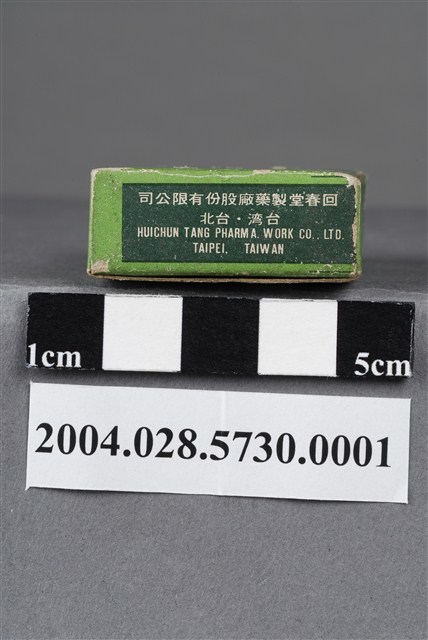 回春堂製藥廠股份有限公司
台湾・台北
HUICHUN TANG PHARMA. WORK CO., LTD.
TAIPEI, TAIWAN
1cm 5cm
2004.028.5730.0001